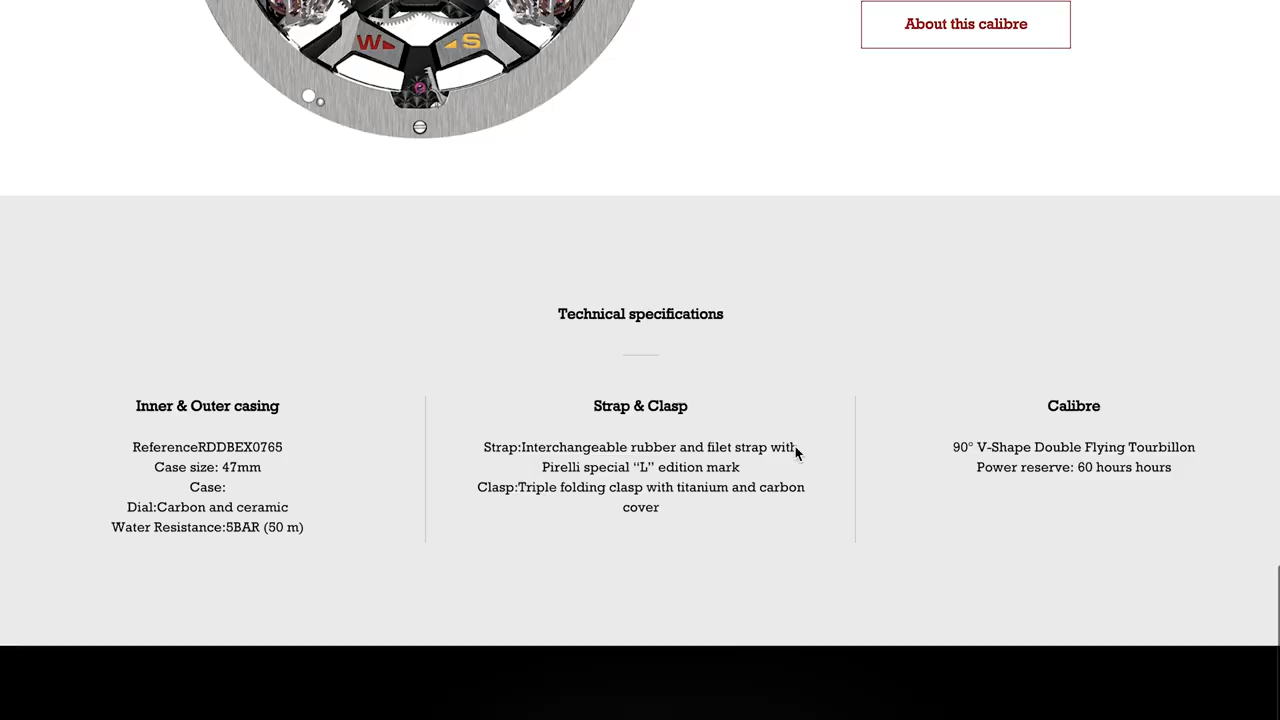 About this calibre
W S
Technical specifications
Inner & Outer casing
ReferenceRDDBEX0765
Case size: 47mm
Case:
Dial:Carbon and ceramic
Water Resistance:5BAR (50 m)
Strap & Clasp
Strap:Interchangeable rubber and filet strap with
Pirelli special “L” edition mark
Clasp:Triple folding clasp with titanium and carbon
cover
Calibre
90° V-Shape Double Flying Tourbillon
Power reserve: 60 hours hours